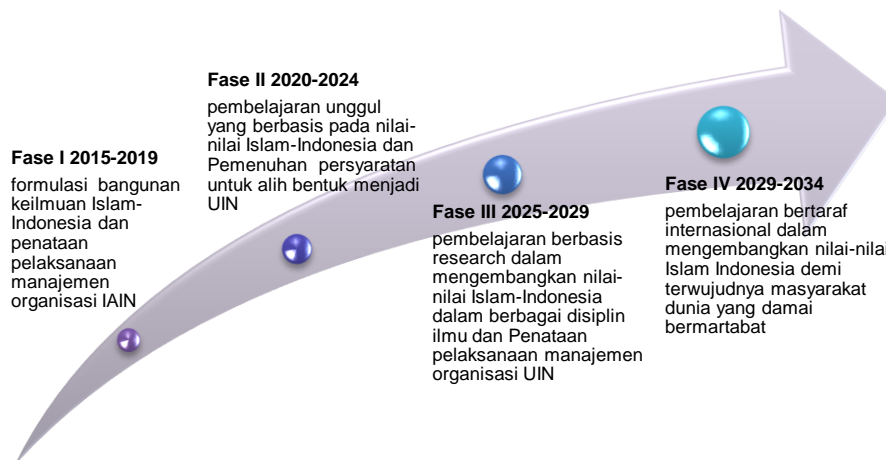 Fase I 2015-2019
formulasi bangunan
keilmuan Islam-
Indonesia dan
penataan
pelaksanaan
manajemen
organisasi IAIN
Fase II 2020-2024
pembelajaran unggul
yang berbasis pada nilai-
nilai Islam-Indonesia dan
Pemenuhan persyaratan
untuk alih bentuk menjadi
UIN
Fase III 2025-2029
pembelajaran berbasis
research dalam
mengembangkan nilai-
nilai Islam-Indonesia
dalam berbagai disiplin
ilmu dan Penataan
pelaksanaan manajemen
organisasi UIN
Fase IV 2029-2034
pembelajaran bertaraf
internasional dalam
mengembangkan nilai-nilai
Islam Indonesia demi
terwujudnya masyarakat
dunia yang damai
bermartabat